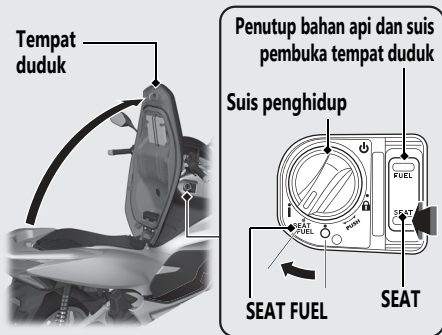 Tempat
duduk
Penutup bahan api dan suis
pembuka tempat duduk
Suis penghidup
FUEL
SEAT
SEAT
FUEL
PUSH
SEAT FUEL
SEAT